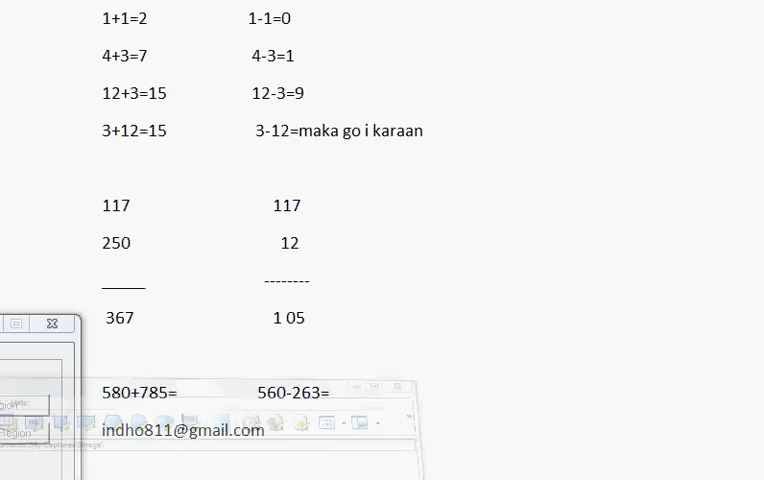 1+1=2 1-1=0
4+3=7 4-3=1
12+3=15 12-3=9
3+12=15 3-12=maka go i karaan
117 117
250 12
_____ --------
367 1 05
580+785= 560-263=
indho811@gmail.com